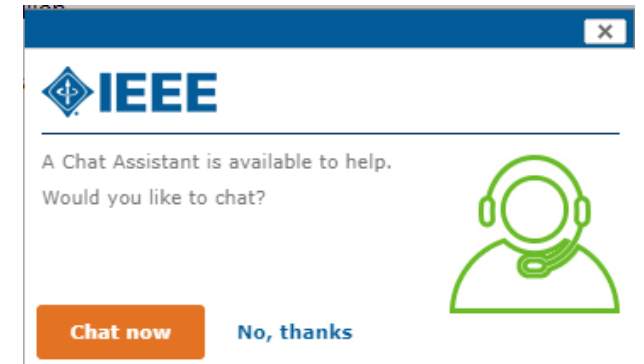 IEEE
A Chat Assistant is available to help.
Would you like to chat?
Chat now
No, thanks